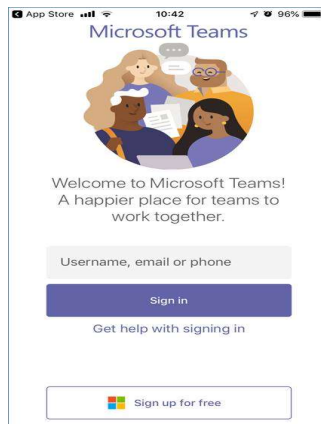 App Store 10:42 96%
Microsoft Teams
Welcome to Microsoft Teams!
A happier place for teams to
work together.
Username, email or phone
Sign in
Get help with signing in
Sign up for free